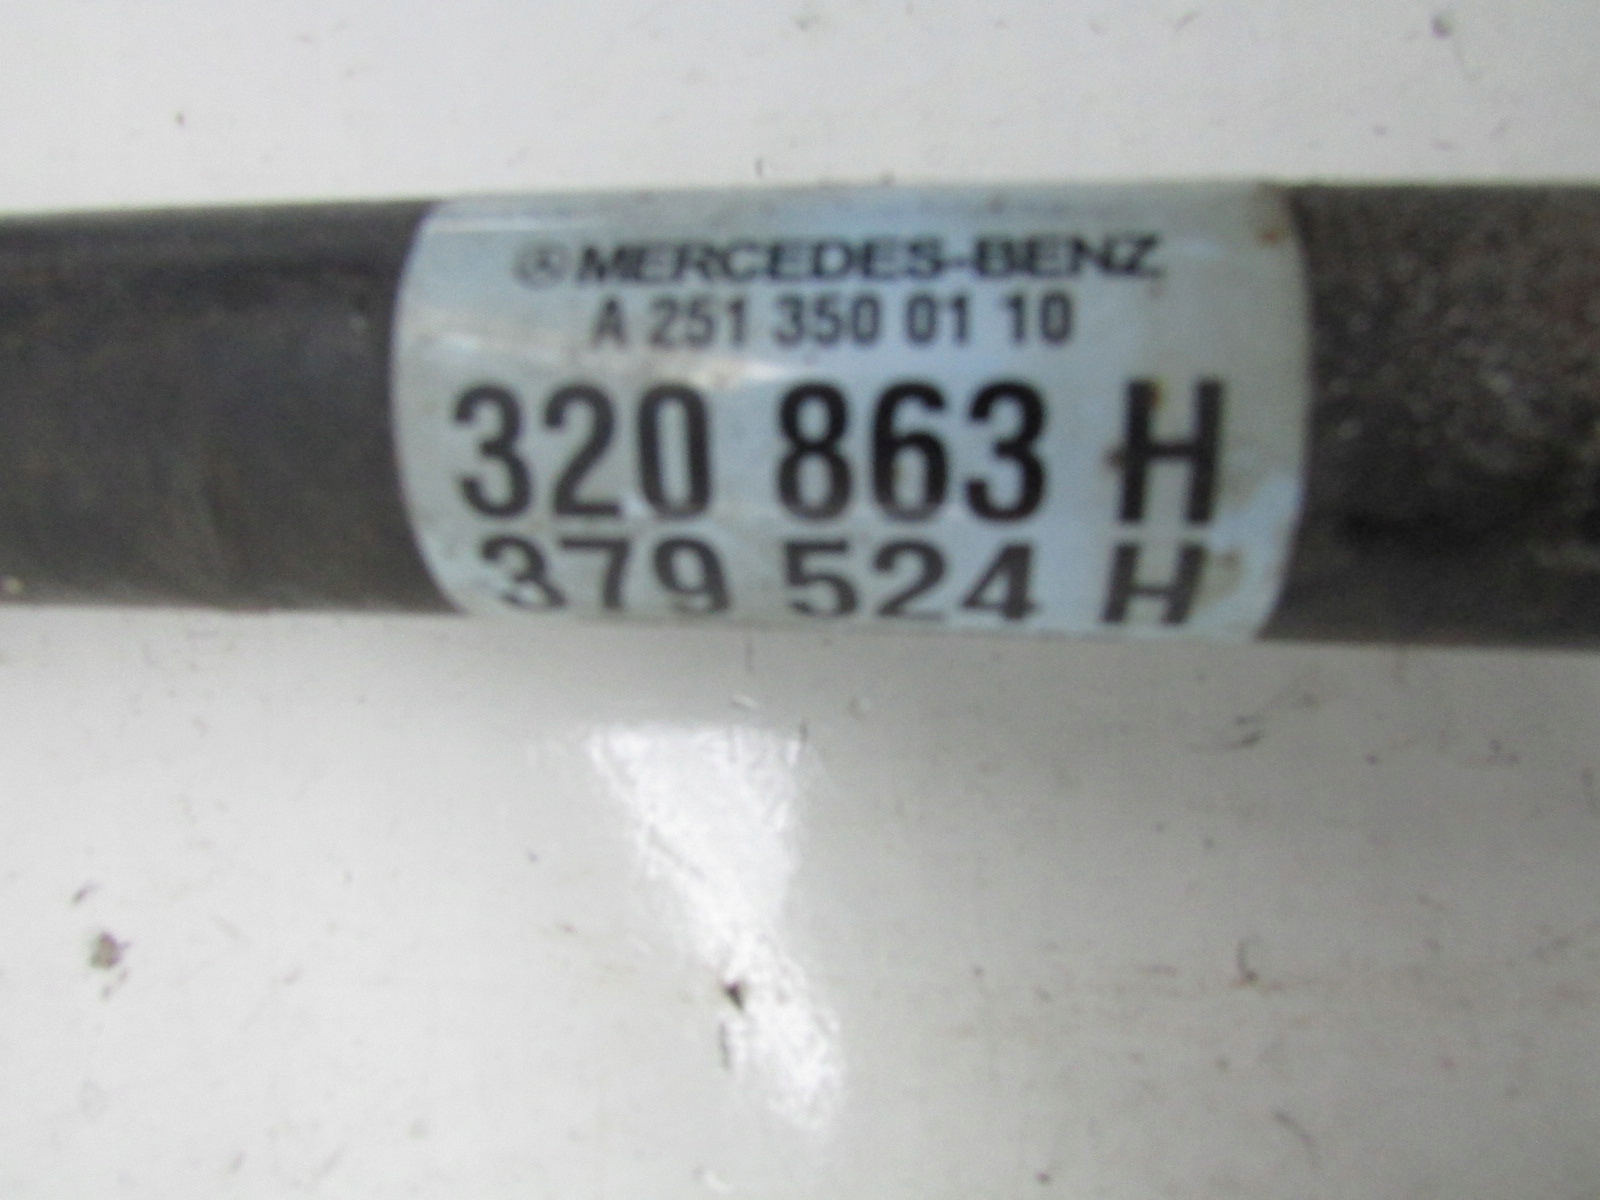 MERCEDES-BENZ
A 251 350 01 10
320 863 H
379 524 H